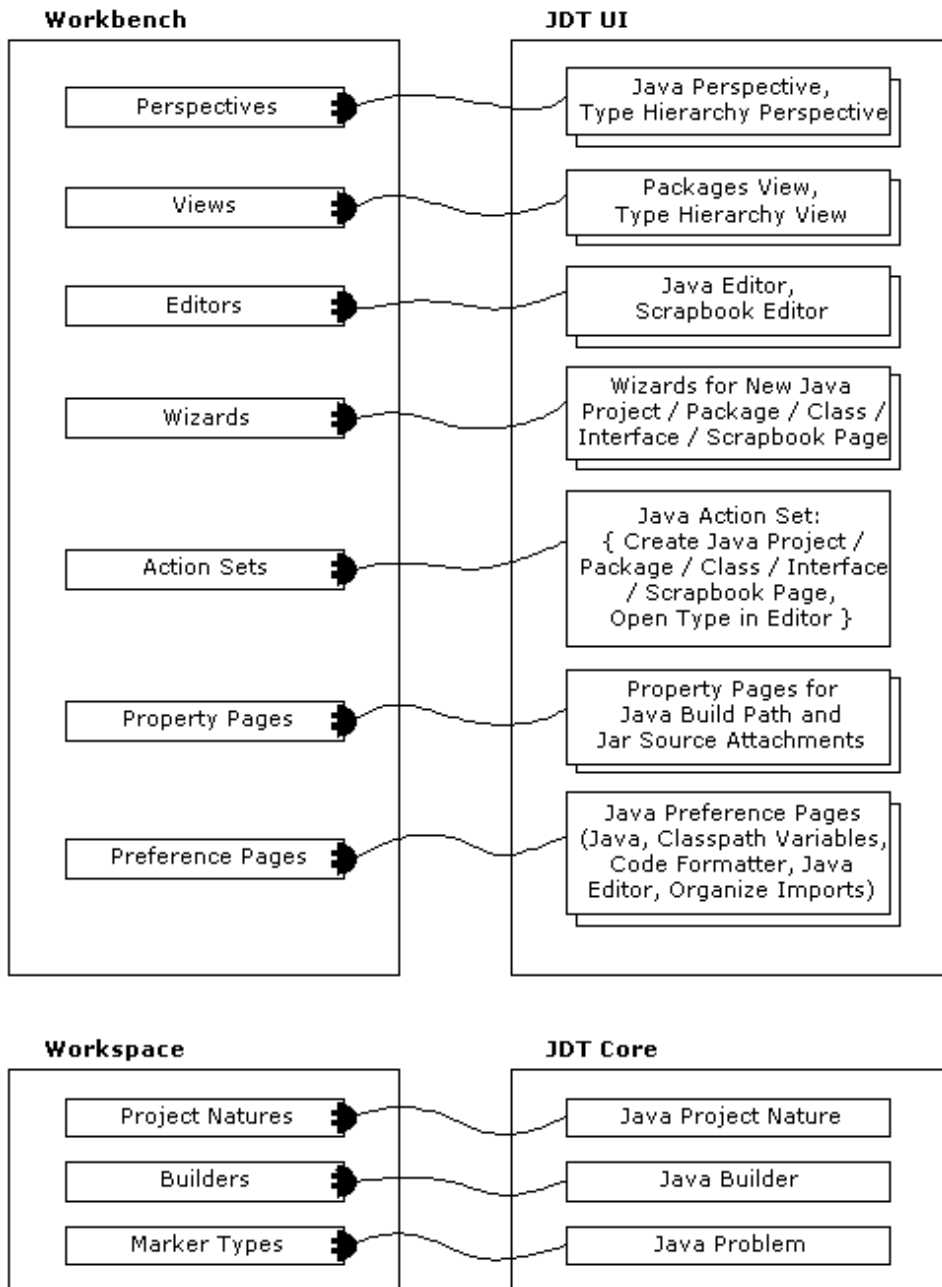 Workbench
JDT UI
Perspectives
Java Perspective,
Type Hierarchy Perspective
Views
Packages View,
Type Hierarchy View
Editors
Java Editor,
Scrapbook Editor
Wizards
Wizards for New Java
Project / Package / Class /
Interface / Scrapbook Page
Action Sets
Java Action Set:
{ Create Java Project /
Package / Class / Interface
/ Scrapbook Page,
Open Type in Editor }
Property Pages
Property Pages for
Java Build Path and
Jar Source Attachments
Preference Pages
Java Preference Pages
(Java, Classpath Variables,
Code Formatter, Java
Editor, Organize Imports)
Workspace
JDT Core
Project Natures
Java Project Nature
Builders
Java Builder
Marker Types
Java Problem